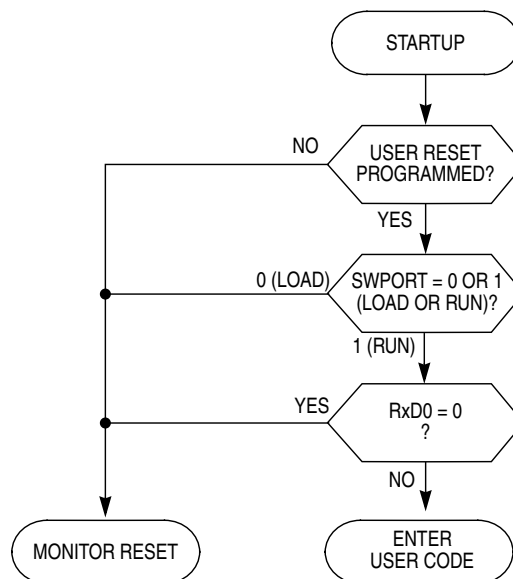 STARTUP
NO
USER RESET
PROGRAMMED?
YES
0 (LOAD)
SWPORT = 0 OR 1
(LOAD OR RUN)?
1 (RUN)
YES
RxD0 = 0
?
NO
MONITOR RESET
ENTER
USER CODE